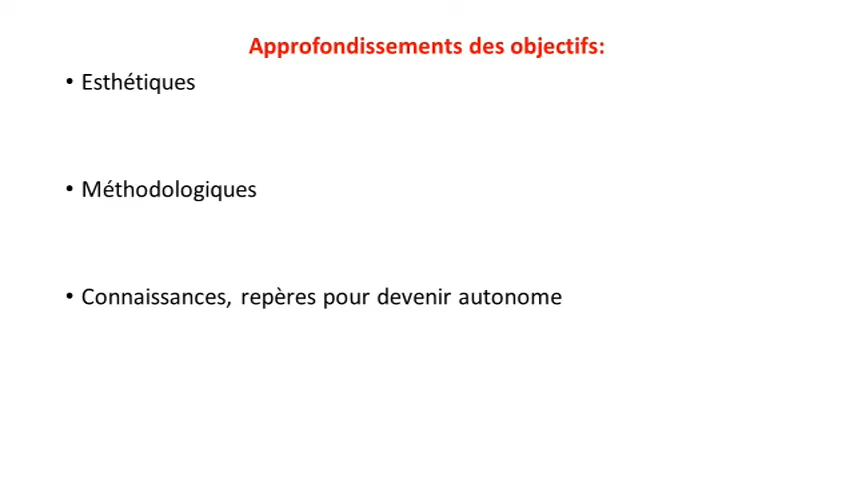 Approfondissements des objectifs:
• Esthétiques
• Méthodologiques
• Connaissances, repères pour devenir autonome